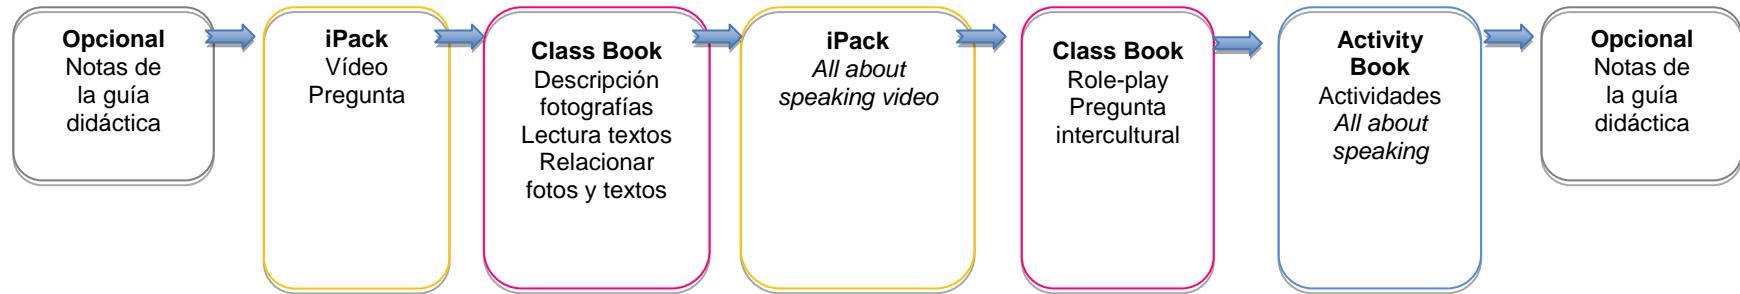 Opcional
Notas de
la guía
didáctica
iPack
Vídeo
Pregunta
Class Book
Descripción
fotografías
Lectura textos
Relacionar
fotos y textos
iPack
All about
speaking video
Class Book
Role-play
Pregunta
intercultural
Activity
Book
Actividades
All about
speaking
Opcional
Notas de
la guía
didáctica